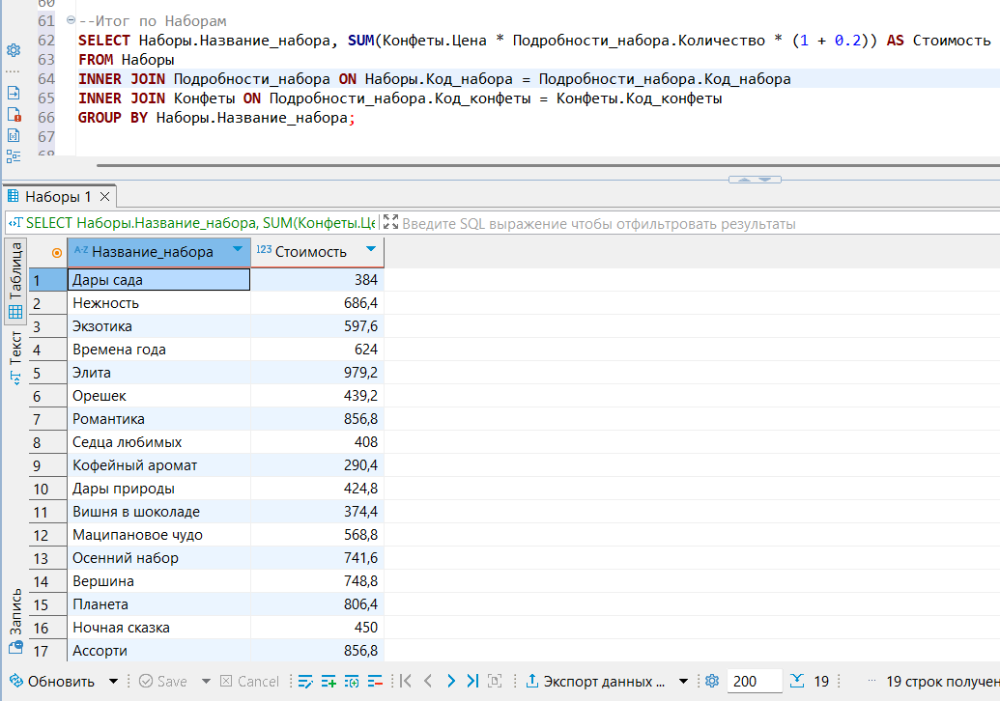 60
61 --Итог по Наборам
62 SELECT Наборы.Название_набора, SUM(Конфеты.Цена * Подробности_набора.Количество * (1 + 0.2)) AS Стоимость
63 FROM Наборы
64 INNER JOIN Подробности_набора ON Наборы.Код_набора = Подробности_набора.Код_набора
65 INNER JOIN Конфеты ON Подробности_набора.Код_конфеты = Конфеты.Код_конфеты
66 GROUP BY Наборы.Название_набора;
67
68
Наборы 1
SELECT Наборы.Название_набора, SUM(Конфеты.Це Введите SQL выражение чтобы отфильтровать результаты
Таблица
Текст
Запись
A-Z Название_набора 123 Стоимость
1 Дары сада 384
2 Нежность 686,4
3 Экзотика 597,6
4 Времена года 624
5 Элита 979,2
6 Орешек 439,2
7 Романтика 856,8
8 Седца любимых 408
9 Кофейный аромат 290,4
10 Дары природы 424,8
11 Вишня в шоколаде 374,4
12 Маципановое чудо 568,8
13 Осенний набор 741,6
14 Вершина 748,8
15 Планета 806,4
16 Ночная сказка 450
17 Ассорти 856,8
Обновить Save Cancel Экспорт данных ... 200 19 19 строк получен